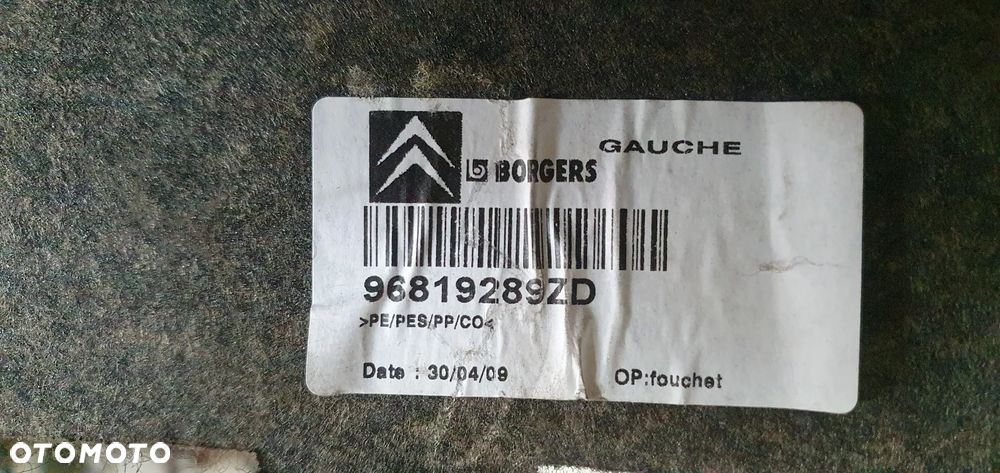 GAUCHE
BORGERS
96819289ZD
>PE/PES/PP/CO<
Date : 30/04/09
OP:fouchet
OTOMOTO